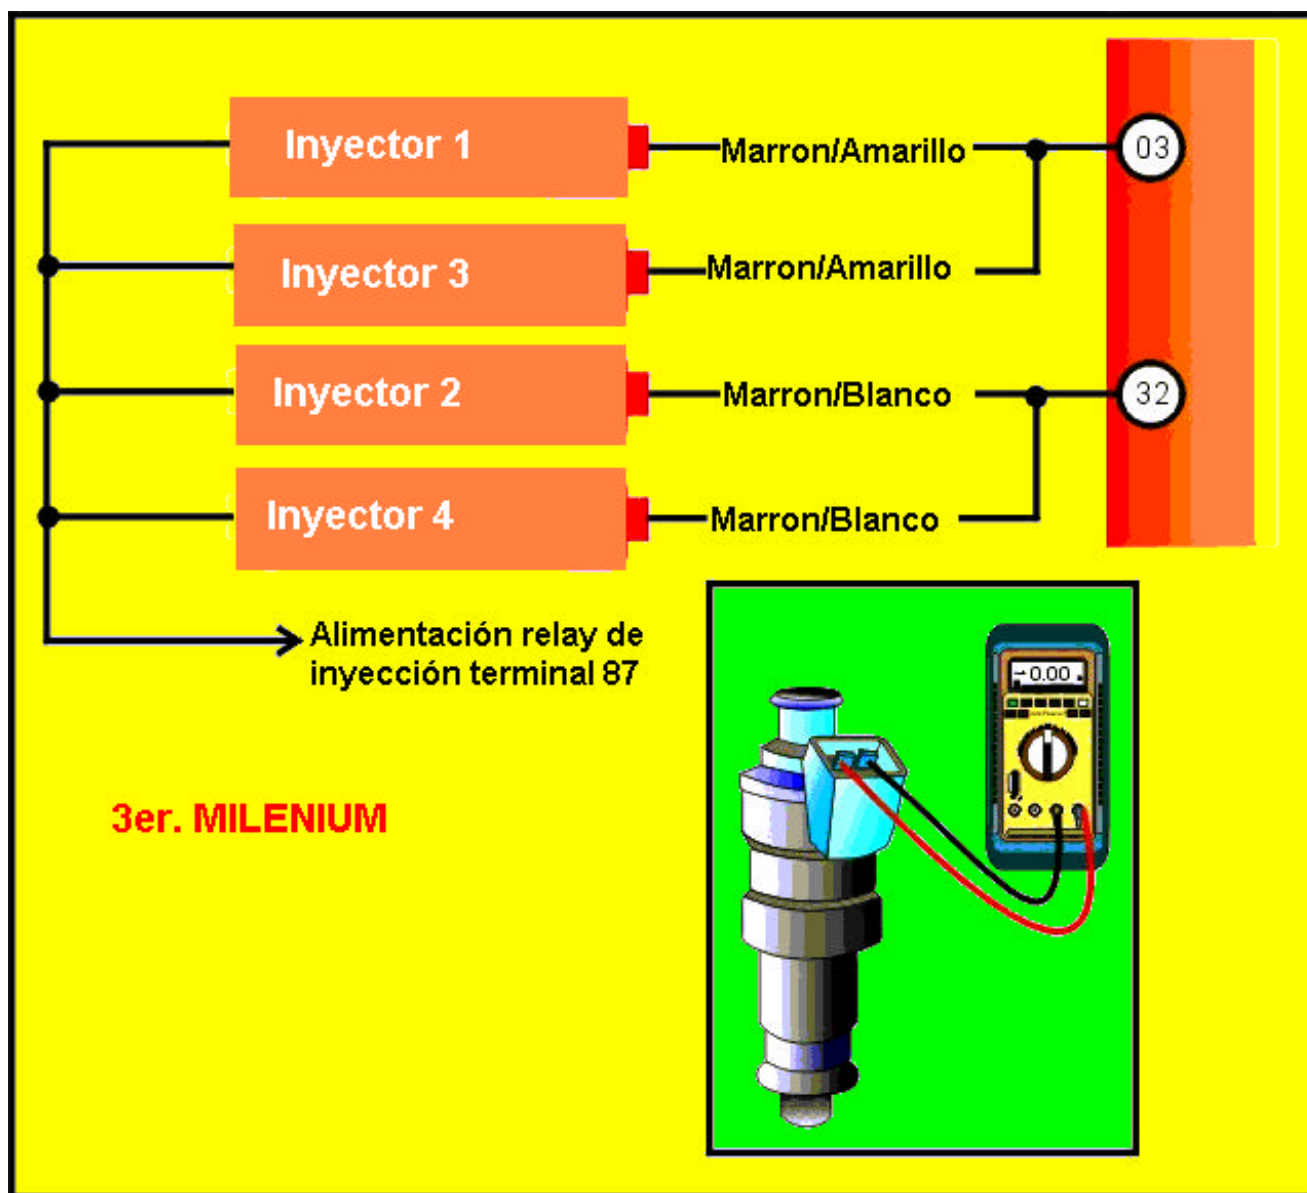 Inyector 1
Marron/Amarillo
03
Inyector 3
Marron/Amarillo
Inyector 2
Marron/Blanco
32
Inyector 4
Marron/Blanco
Alimentación relay de
inyección terminal 87
0.00
3er. MILENIUM